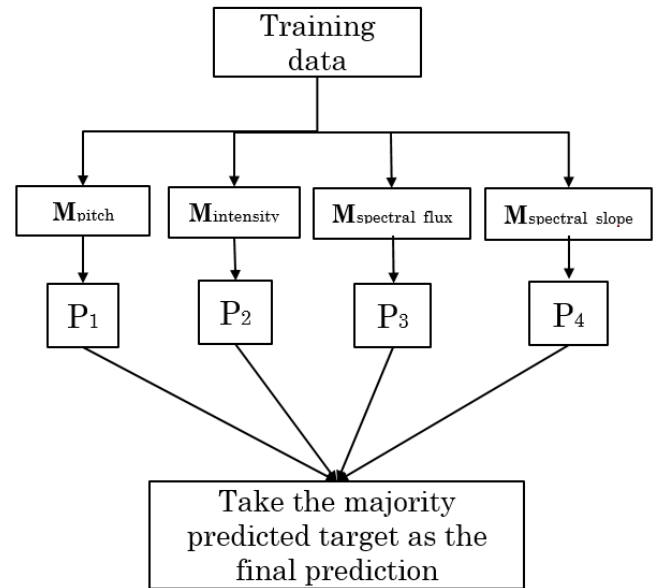 Training
data
Mpitch
Mintensity
Mspectral flux
Mspectral slope
P1
P2
P3
P4
Take the majority
predicted target as the
final prediction